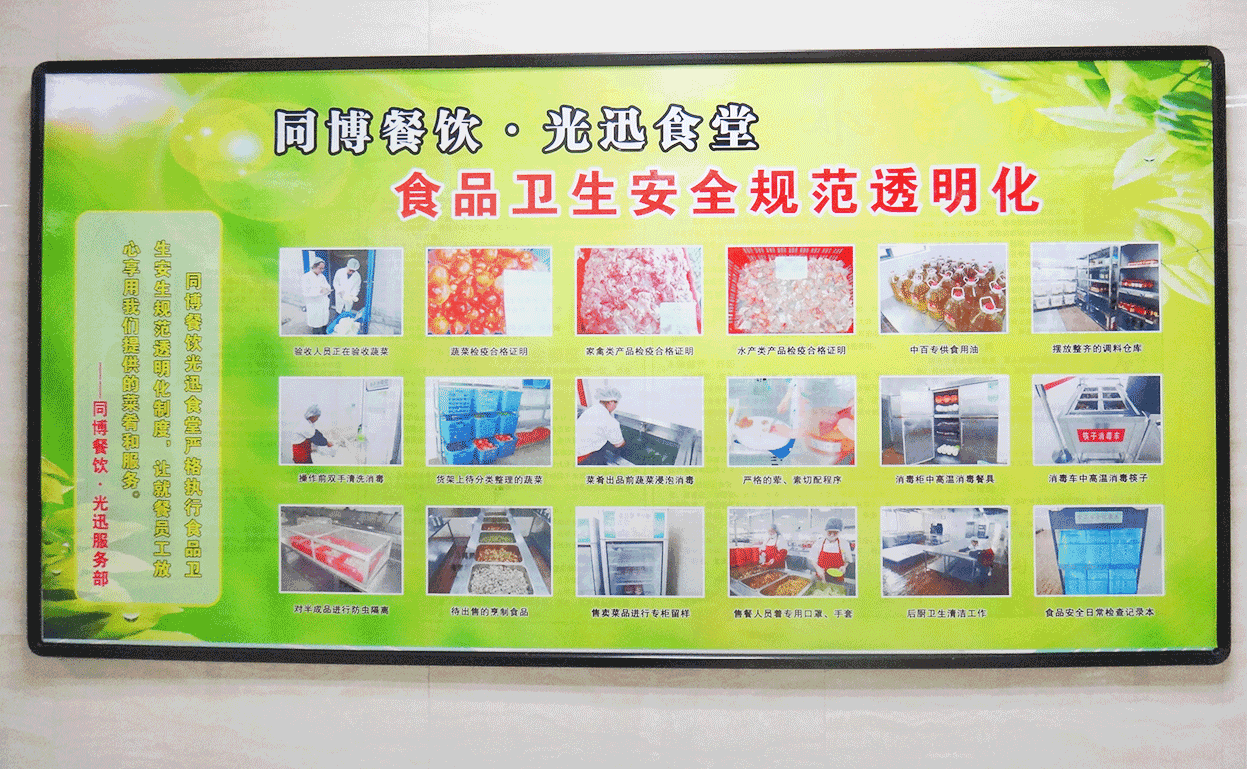 同博餐饮·光迅食堂
食品卫生安全规范透明化
同博餐饮光迅食堂严格执行食品卫
生安生规范透明化制度，让就餐员工放
心享用我们提供的菜肴和服务。
——同博餐饮·光迅服务部
验收人员正在验收蔬菜
蔬菜检疫合格证明
家禽类产品检疫合格证明
水产类产品检疫合格证明
中百专供食用油
摆放整齐的调料仓库
操作前双手清洗消毒
货架上待分类整理的蔬菜
菜肴出品前蔬菜浸泡消毒
严格的荤、素切配程序
消毒柜中高温消毒餐具
筷子消毒车
消毒车中高温消毒筷子
对半成品进行防虫隔离
待出售的烹制食品
售卖菜品进行专柜留样
售餐人员着专用口罩、手套
后厨卫生清洁工作
食品安全日常检查记录本